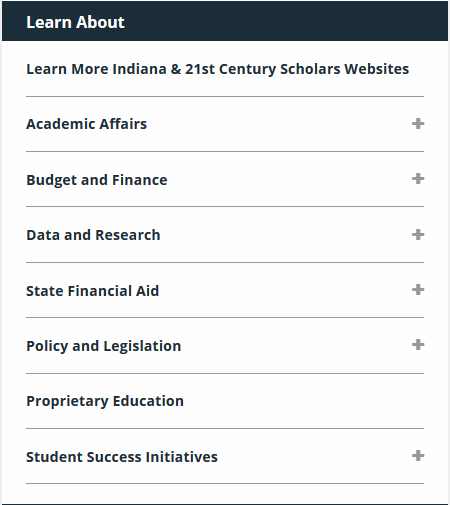 Learn About
Learn More Indiana & 21st Century Scholars Websites
Academic Affairs
Budget and Finance
Data and Research
State Financial Aid
Policy and Legislation
Proprietary Education
Student Success Initiatives